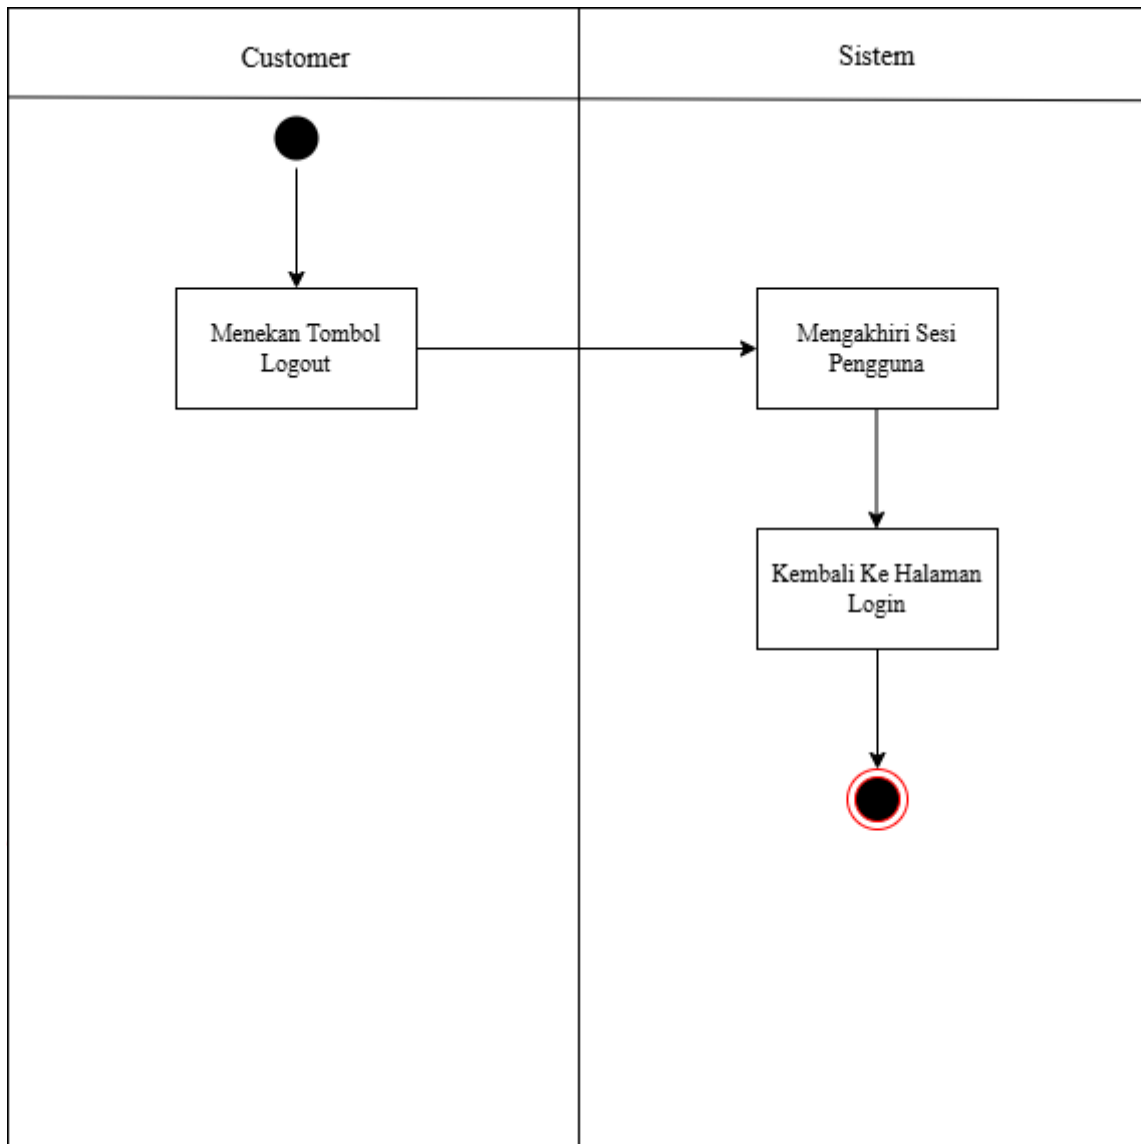 Customer
Sistem
Menekan Tombol
Logout
Mengakhiri Sesi
Pengguna
Kembali Ke Halaman
Login